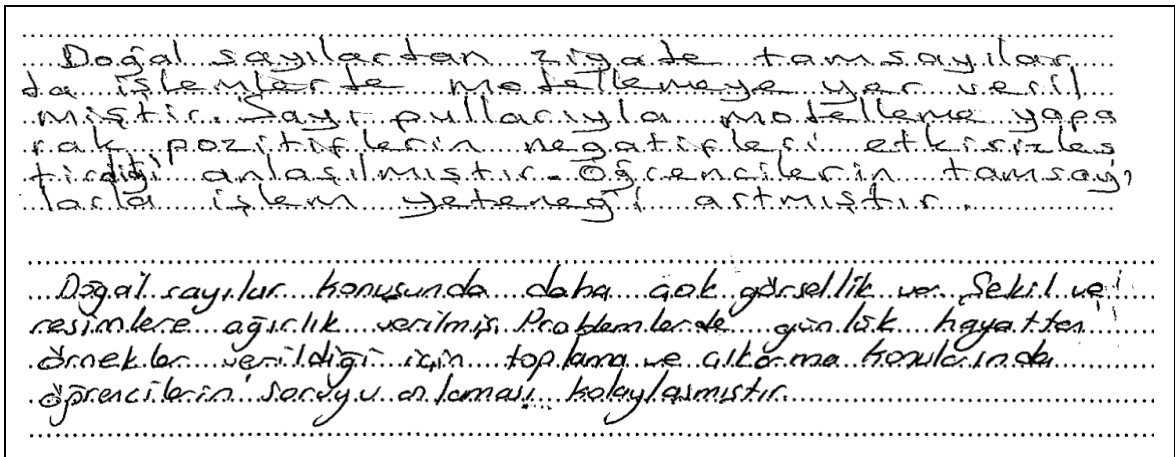 Doğal sayılardan ziyade tamsayılar
da işlemlerde modellemeye yer veril
miştir. Sayı pullarıyla modelleme yapa
rak pozitiflerin negatifleri etkisizleş
tirdiği anlaşılmıştır. Öğrencilerin tamsayı
larla işlem yeteneği artmıştır.
Doğal sayılar konusunda daha çok görsellik var. Şekil ve
resimlere ağırlık verilmiş. Problemlerde günlük hayattan
örnekler verildiği için toplama ve çıkarma konularında
öğrencilerin soruyu anlaması kolaylaşmıştır.